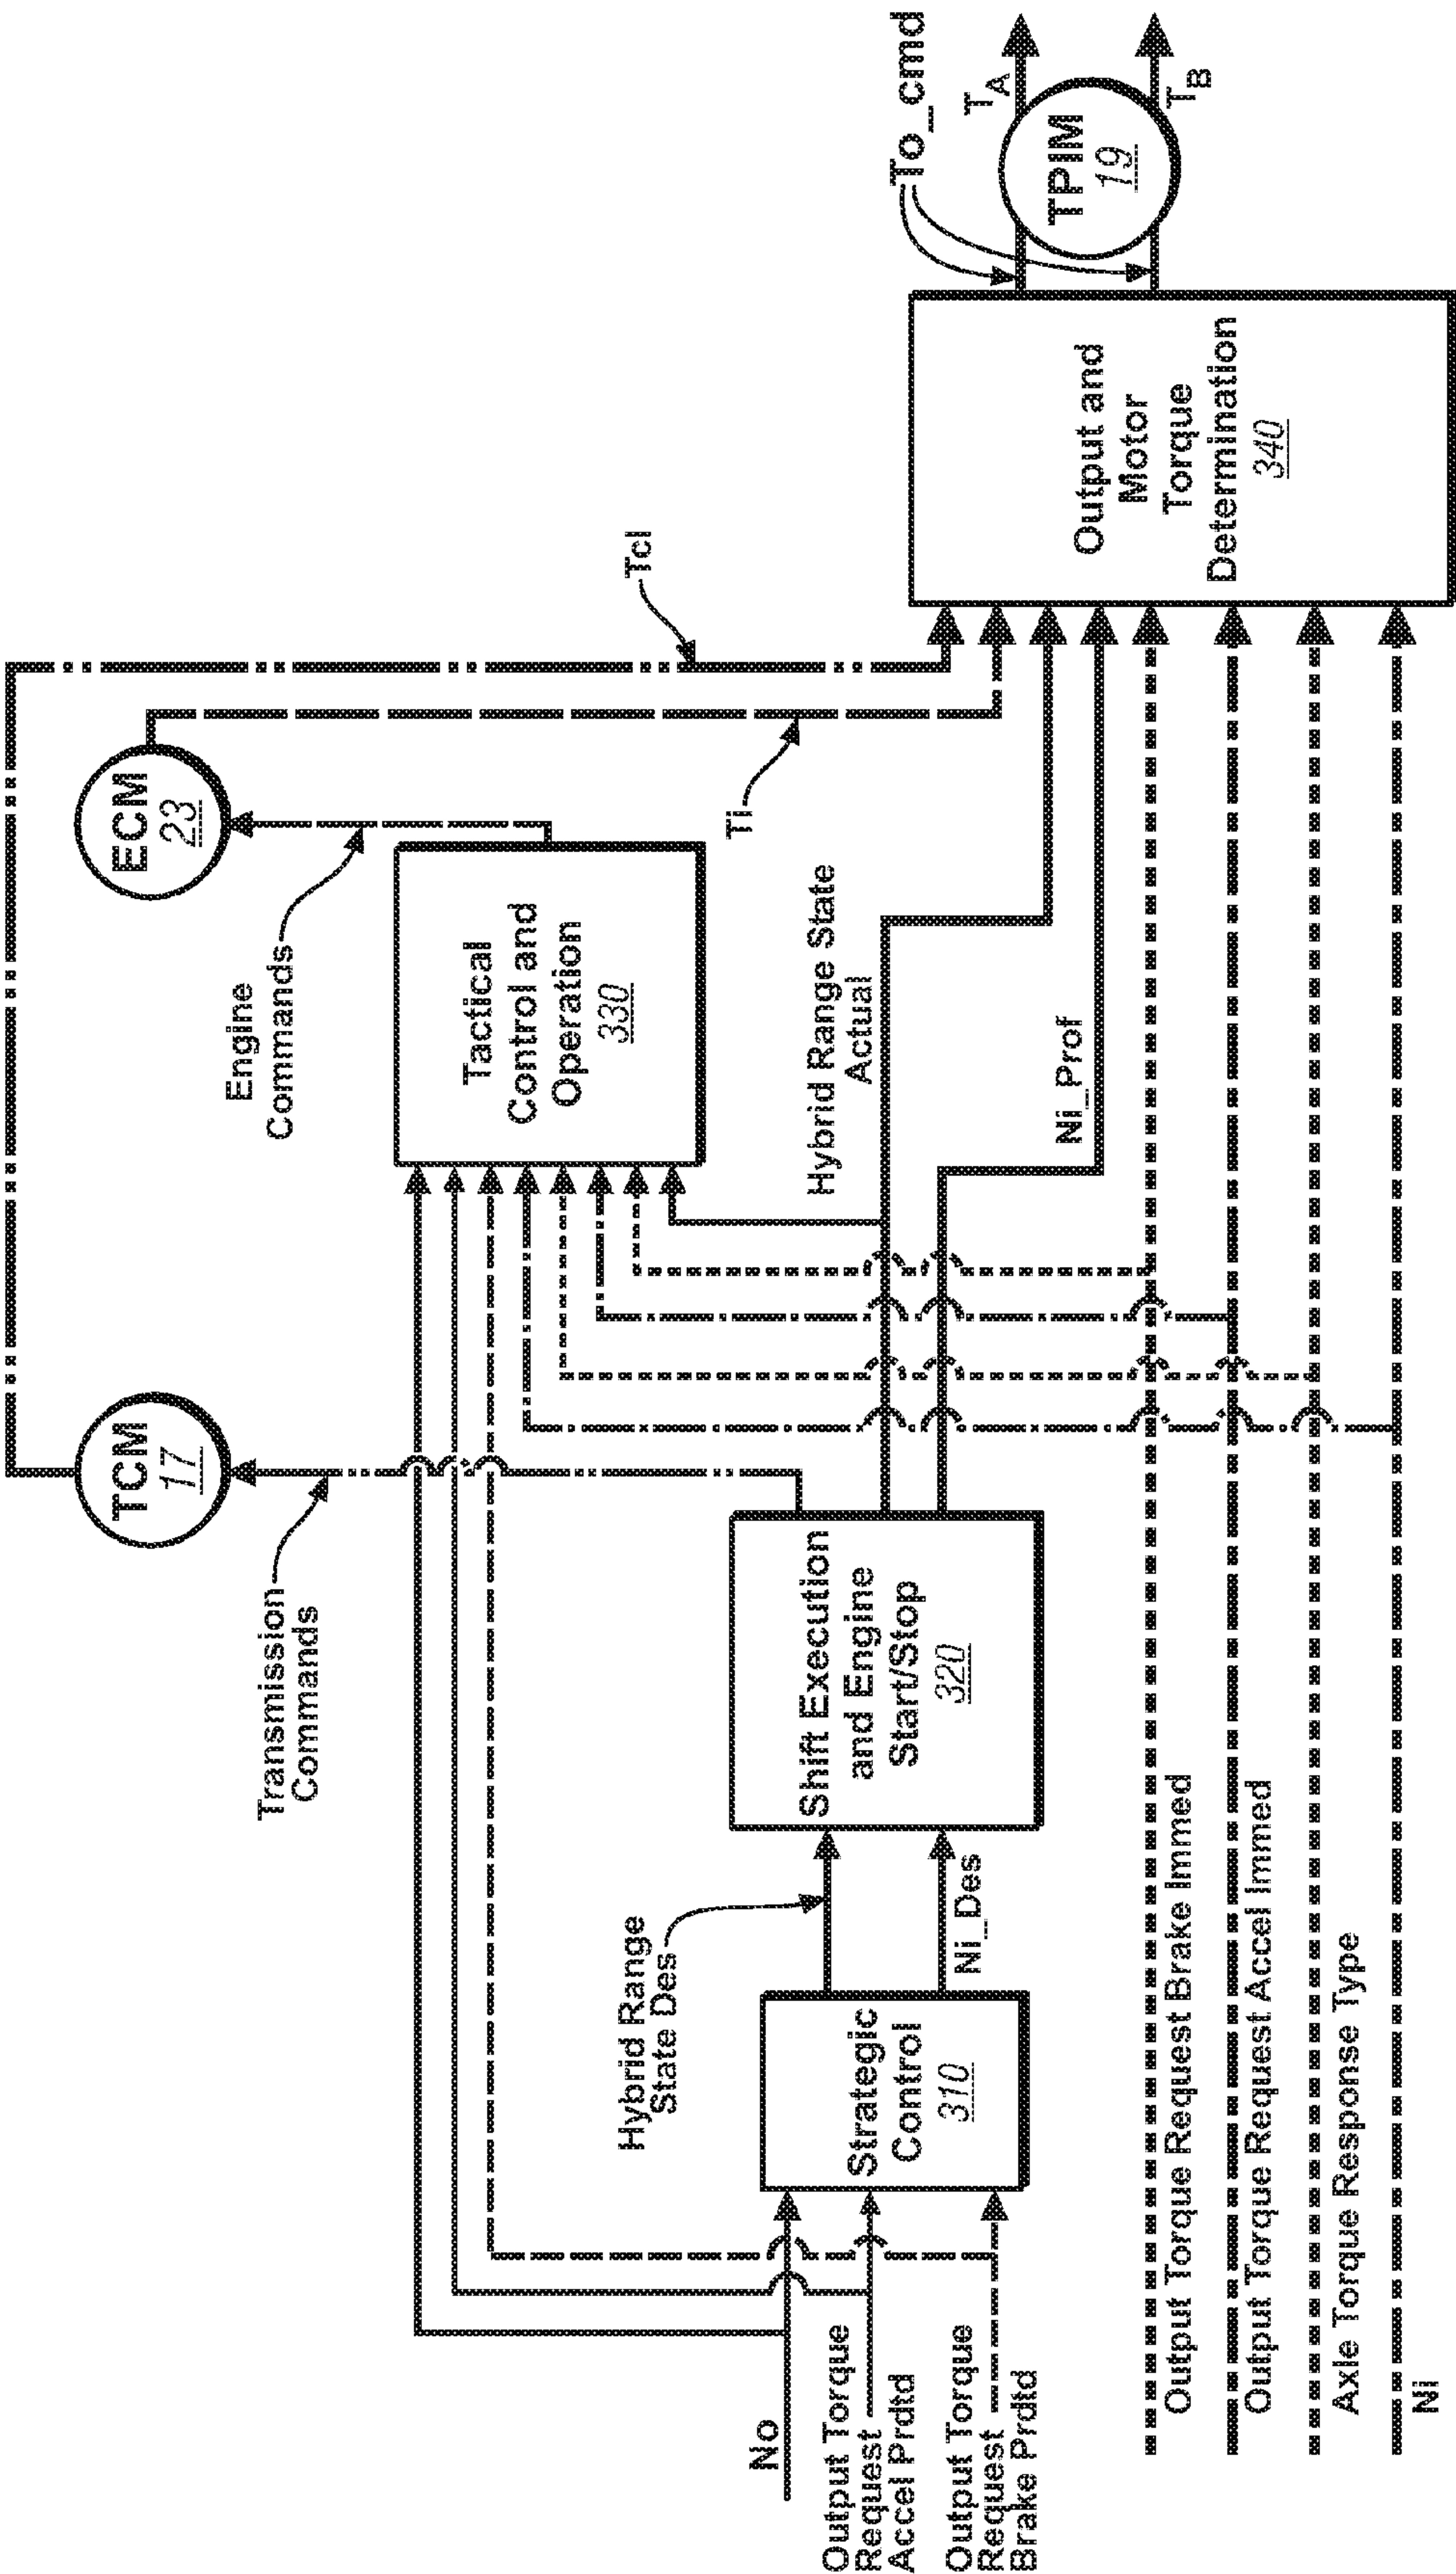 TCM
17
ECM
23
Transmission
Commands
Engine
Commands
Tcl
Ti
Tactical
Control and
Operation
330
Hybrid Range
State Des
Hybrid Range State
Actual
No
Output Torque
Request
Accel Prdtd
Output Torque
Request
Brake Prdtd
Strategic
Control
310
Ni_Des
Shift Execution
and Engine
Start/Stop
320
Ni_Prof
To_cmd
Output and
Motor
Torque
Determination
340
TPIM
19
TA
TB
Output Torque Request Brake Immed
Output Torque Request Accel Immed
Axle Torque Response Type
Ni